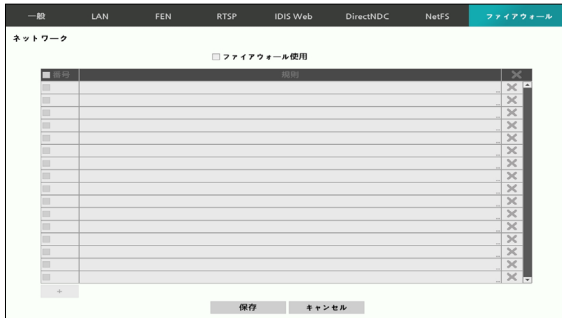 一般 LAN FEN RTSP IDIS Web DirectNDC NetFS ファイアウォール
ネットワーク
ファイアウォール使用
番号 規則
+
保存 キャンセル